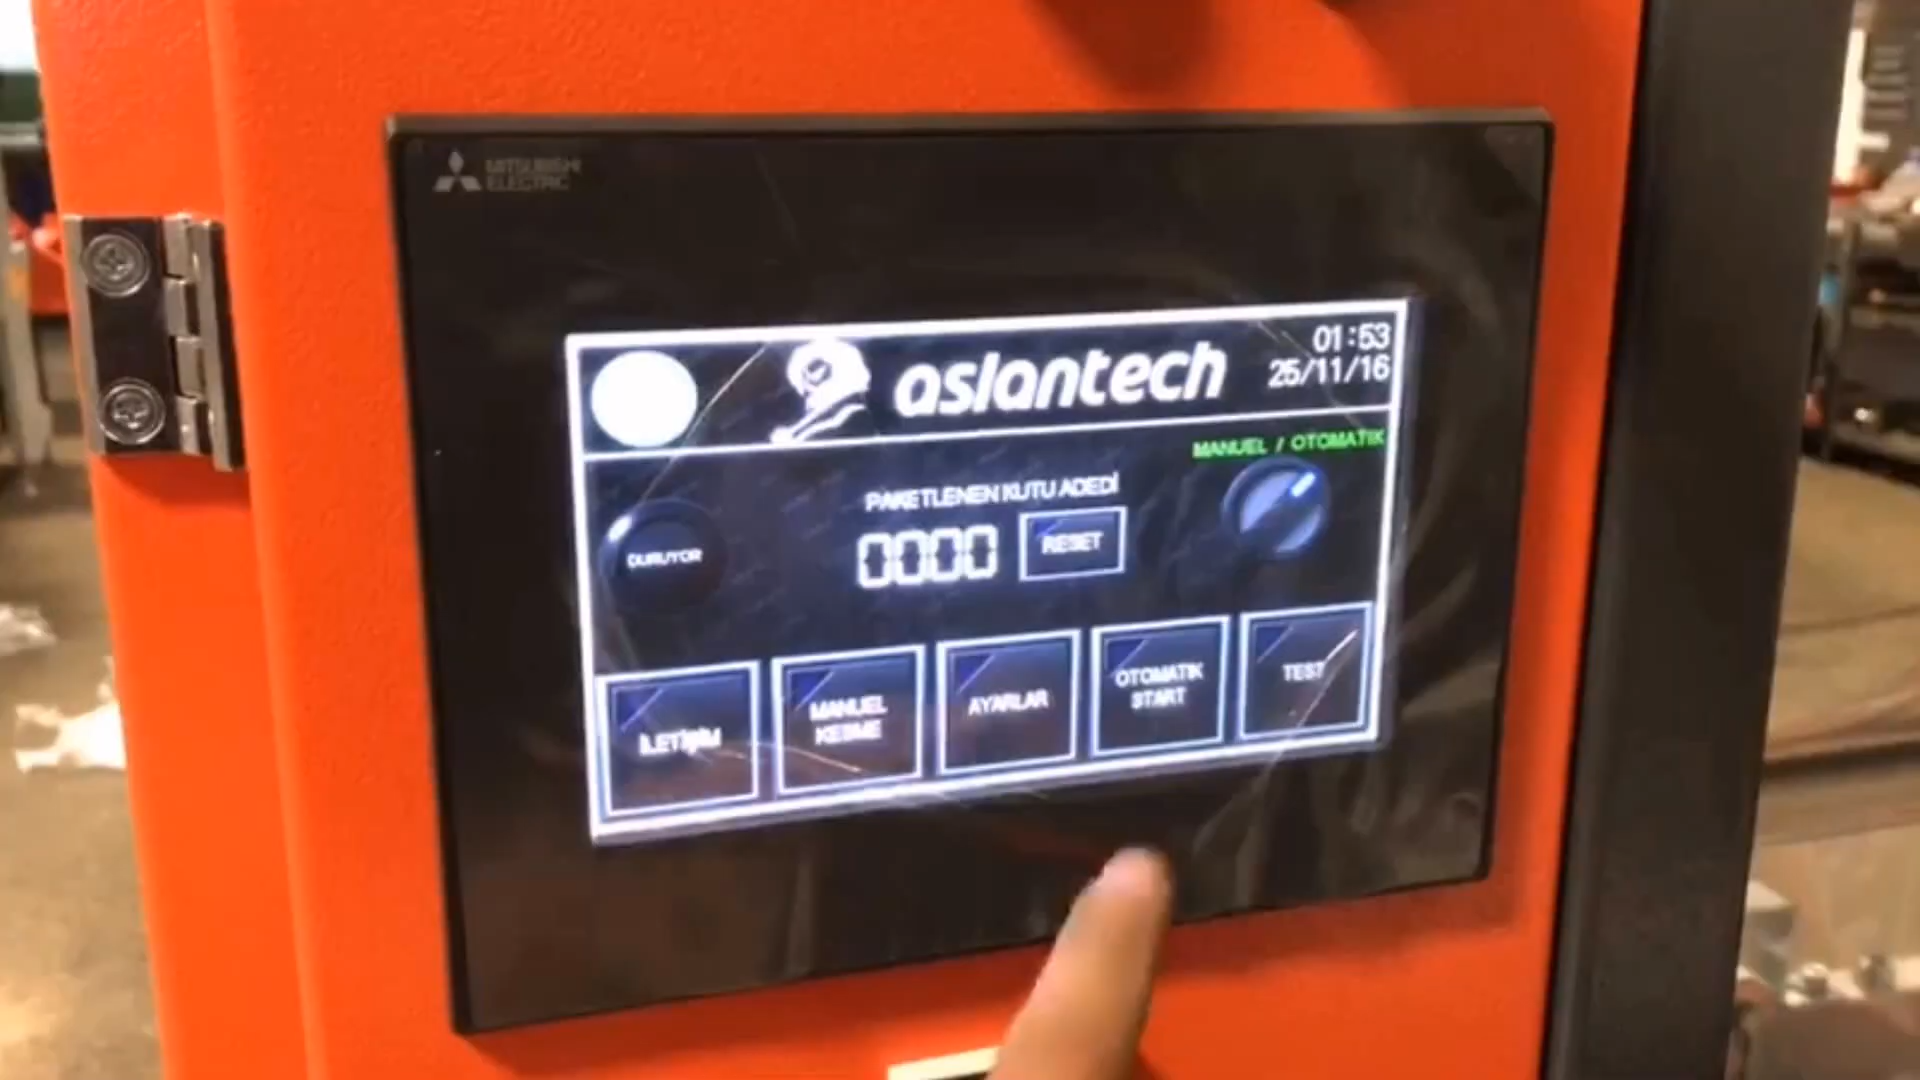 MITSUBISHI
ELECTRIC
aslantech
01:53
25/11/16
MANUEL / OTOMATİK
PAKETLENEN KUTU ADEDİ
DURUYOR
0000
RESET
İLETİŞİM
MANUEL
KESME
AYARLAR
OTOMATİK
START
TEST